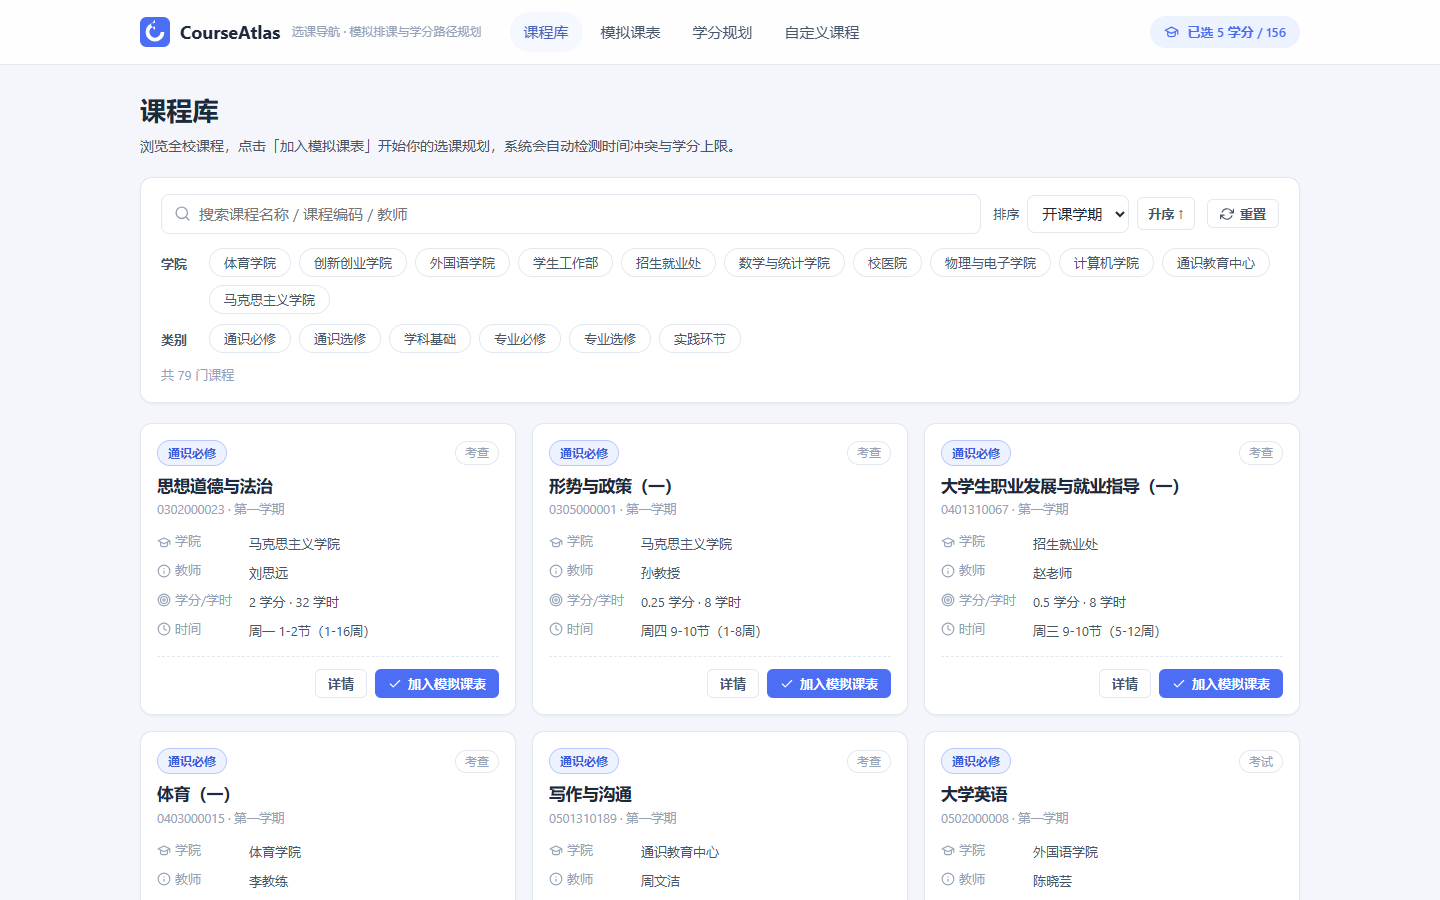 CourseAtlas 选课导航 · 模拟排课与学分路径规划 课程库 模拟课表 学分规划 自定义课程 已选 5 学分 / 156
课程库
浏览全校课程，点击「加入模拟课表」开始你的选课规划，系统会自动检测时间冲突与学分上限。
搜索课程名称 / 课程编码 / 教师 排序 开课学期 升序 ↑ 重置
学院 体育学院 创新创业学院 外国语学院 学生工作部 招生就业处 数学与统计学院 校医院 物理与电子学院 计算机学院 通识教育中心
马克思主义学院
类别 通识必修 通识选修 学科基础 专业必修 专业选修 实践环节
共 79 门课程
通识必修 考查
思想道德与法治
0302000023 · 第一学期
学院 马克思主义学院
教师 刘思远
学分/学时 2 学分 · 32 学时
时间 周一 1-2节（1-16周）
详情 加入模拟课表
通识必修 考查
形势与政策（一）
0305000001 · 第一学期
学院 马克思主义学院
教师 孙教授
学分/学时 0.25 学分 · 8 学时
时间 周四 9-10节（1-8周）
详情 加入模拟课表
通识必修 考查
大学生职业发展与就业指导（一）
0401310067 · 第一学期
学院 招生就业处
教师 赵老师
学分/学时 0.5 学分 · 8 学时
时间 周三 9-10节（5-12周）
详情 加入模拟课表
通识必修 考查
体育（一）
0403000015 · 第一学期
学院 体育学院
教师 李教练
通识必修 考查
写作与沟通
0501310189 · 第一学期
学院 通识教育中心
教师 周文洁
通识必修 考试
大学英语
0502000008 · 第一学期
学院 外国语学院
教师 陈晓芸